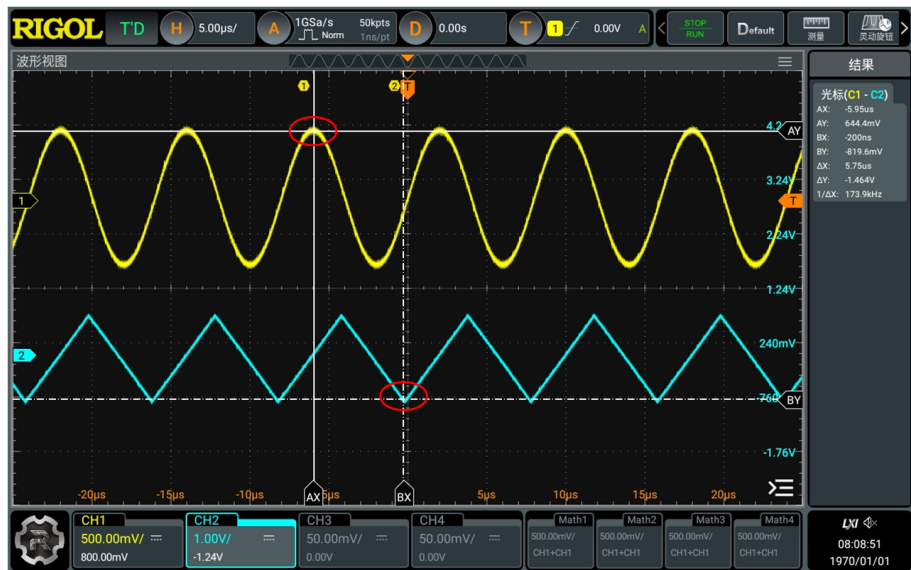 RIGOL T'D H 5.00μs/ A 1GSa/s 50kpts D 0.00s T 1 0.00V A < STOP Default 测量 灵动旋钮 >
Norm 1ns/pt RUN
波形视图
结果
1 2 T
光标(C1 - C2)
AX: -5.95us
AY: 644.4mV
BX: -200ns
BY: -819.6mV
ΔX: 5.75us
ΔY: -1.464V
1/ΔX: 173.9kHz
AY
3.24V
1 T
2.24V
1.24V
240mV
2
BY
-1.76V
-20μs -15μs -10μs AX BX 5μs 10μs 15μs 20μs
CH1 CH2 CH3 CH4 Math1 Math2 Math3 Math4
500.00mV/ 1.00V/ 50.00mV/ 50.00mV/ 500.00mV/ 500.00mV/ 500.00mV/ 500.00mV/
800.00mV -1.24V 0.00V 0.00V CH1+CH1 CH1+CH1 CH1+CH1 CH1+CH1
LXI
08:08:51
1970/01/01